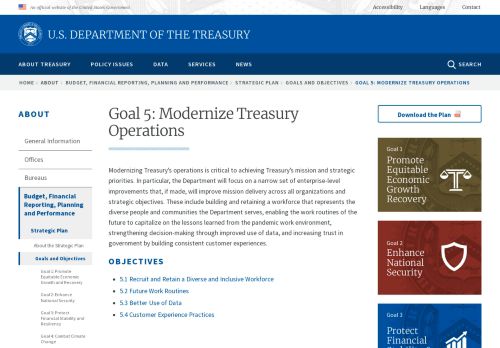 An official website of the United States Government
Accessibility Languages Contact
U.S. DEPARTMENT OF THE TREASURY
ABOUT TREASURY POLICY ISSUES DATA SERVICES NEWS SEARCH
HOME › ABOUT › BUDGET, FINANCIAL REPORTING, PLANNING AND PERFORMANCE › STRATEGIC PLAN › GOALS AND OBJECTIVES › GOAL 5: MODERNIZE TREASURY OPERATIONS
ABOUT
General Information
Offices
Bureaus
Budget, Financial
Reporting, Planning
and Performance
Strategic Plan
About the Strategic Plan
Goals and Objectives
Goal 1: Promote
Equitable Economic
Growth and Recovery
Goal 2: Enhance
National Security
Goal 3: Protect
Financial Stability and
Resiliency
Goal 4: Combat Climate
Change
Goal 5: Modernize Treasury
Operations
Modernizing Treasury's operations is critical to achieving Treasury's mission and strategic
priorities. In particular, the Department will focus on a narrow set of enterprise-level
improvements that, if made, will improve mission delivery across all organizations and
strategic objectives. These include building and retaining a workforce that represents the
diverse people and communities the Department serves, enabling the work routines of the
future to capitalize on the lessons learned from the pandemic work environment,
strengthening decision-making through improved use of data, and increasing trust in
government by building consistent customer experiences.
OBJECTIVES
5.1 Recruit and Retain a Diverse and Inclusive Workforce
5.2 Future Work Routines
5.3 Better Use of Data
5.4 Customer Experience Practices
Download the Plan
Goal 1
Promote
Equitable
Economic
Growth
Recovery
Goal 2
Enhance
National
Security
Goal 3
Protect